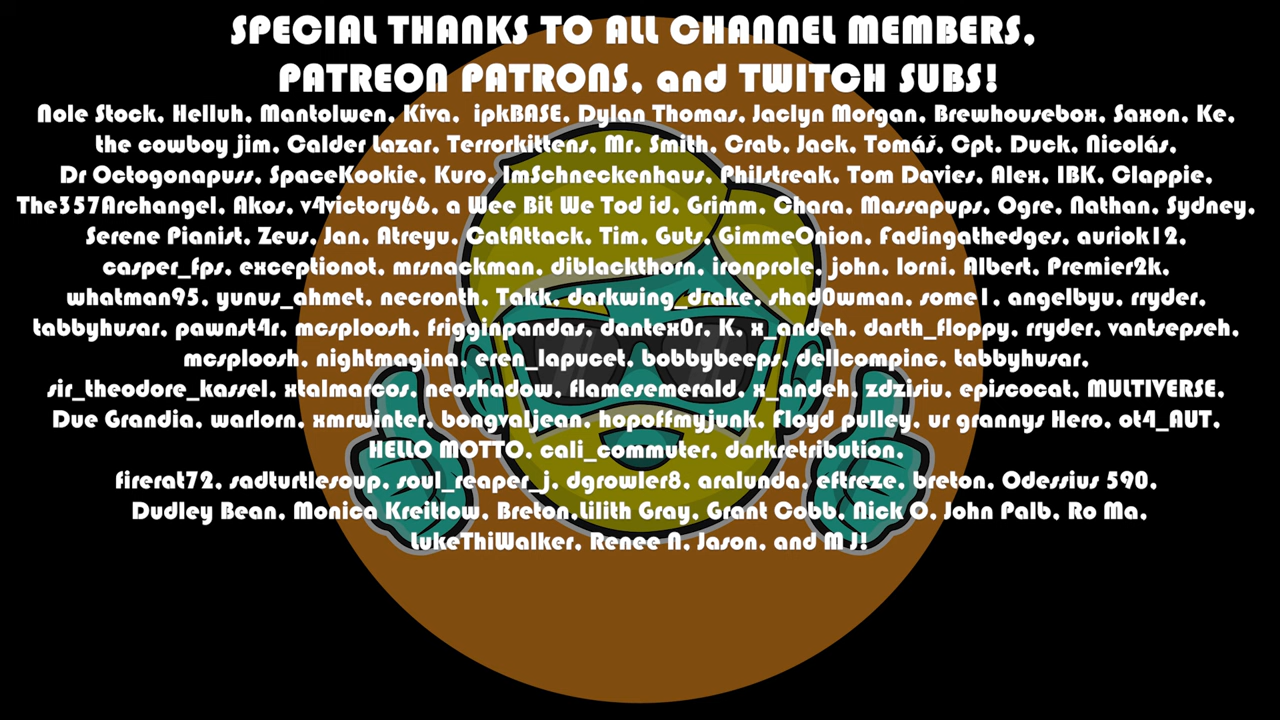 SPECIAL THANKS TO ALL CHANNEL MEMBERS,
PATREON PATRONS, and TWITCH SUBS!
Nole Stock, Helluh, Mantolwen, Kiva, ipkBASE, Dylan Thomas, Jaclyn Morgan, Brewhousebox, Saxon, Ke,
the cowboy jim, Calder Lazar, Terrorkittens, Mr. Smith, Crab, Jack, Tomáš, Cpt. Duck, Nicolás,
Dr Octogonapuss, SpaceKookie, Kuro, ImSchneckenhaus, Philstreak, Tom Davies, Alex, IBK, Clappie,
The357Archangel, Akos, v4victory66, a Wee Bit We Tod id, Grimm, Chara, Massapups, Ogre, Nathan, Sydney,
Serene Pianist, Zeus, Jan, Atreyu, CatAttack, Tim, Guts, GimmeOnion, Fadingathedges, auriok12,
casper_fps, exceptionot, mrsnackman, diblackthorn, ironprole, john, lorni, Albert, Premier2k,
whatman95, yunus_ahmet, necronth, Takk, darkwing_drake, shad0wman, some1, angelbyu, rryder,
tabbyhusar, pawnst4r, mcsploosh, frigginpandas, dantex0r, K, x_andeh, darth_floppy, rryder, vantsepseh,
mcsploosh, nightmagina, eren_lapucet, bobbybeeps, dellcompinc, tabbyhusar,
sir_theodore_kassel, xtalmarcos, neoshadow, flamesemerald, x_andeh, zdzisiu, episcocat, MULTIVERSE,
Due Grandia, warlorn, xmrwinter, bongvaljean, hopoffmyjunk, Floyd pulley, ur grannys Hero, ot4_AUT,
HELLO MOTTO, cali_commuter, darkretribution,
firerat72, sadturtlesoup, soul_reaper_j, dgrowler8, aralunda, eftreze, breton, Odessius 590,
Dudley Bean, Monica Kreitlow, Breton,Lilith Gray, Grant Cobb, Nick O, John Palb, Ro Ma,
LukeThiWalker, Renee N, Jason, and M J!